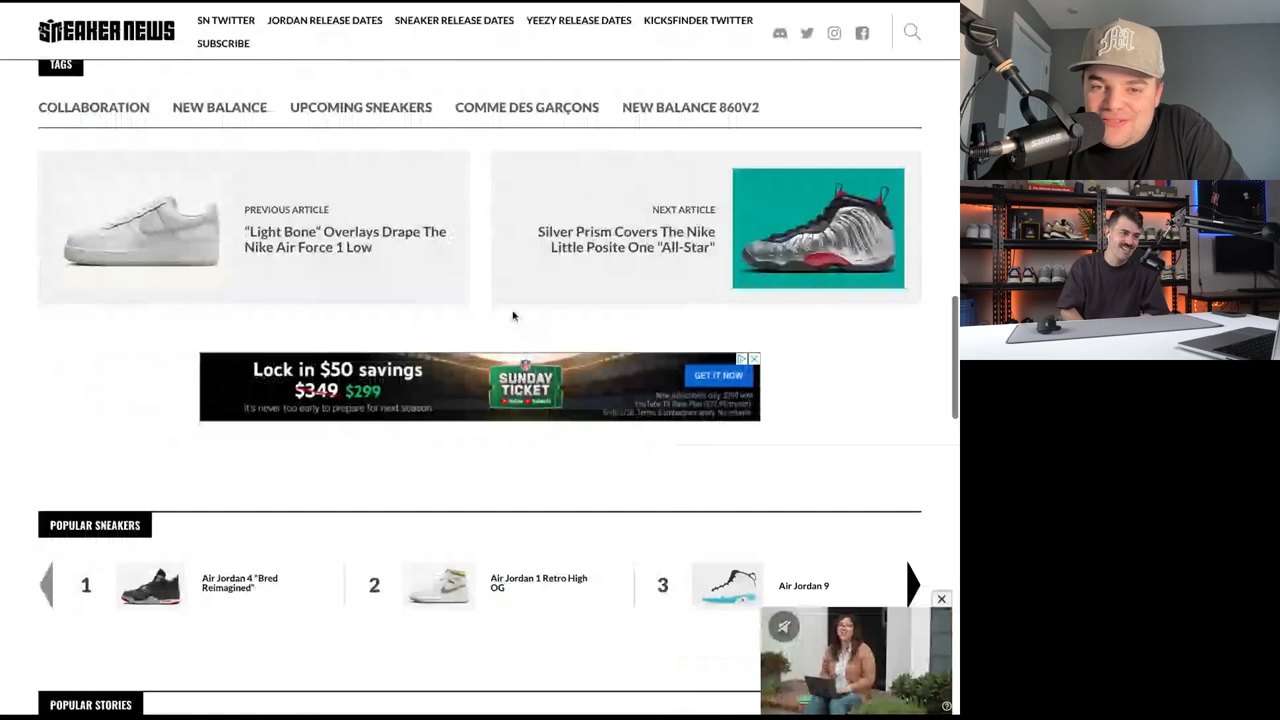 SNEAKER NEWS
SN TWITTER JORDAN RELEASE DATES SNEAKER RELEASE DATES YEEZY RELEASE DATES KICKSFINDER TWITTER
SUBSCRIBE
TAGS
COLLABORATION NEW BALANCE UPCOMING SNEAKERS COMME DES GARÇONS NEW BALANCE 860V2
PREVIOUS ARTICLE
“Light Bone” Overlays Drape The
Nike Air Force 1 Low
NEXT ARTICLE
Silver Prism Covers The Nike
Little Posite One "All-Star"
Lock in $50 savings
$349 $299
It's never too early to prepare for next season
SUNDAY
TICKET
GET IT NOW
POPULAR SNEAKERS
1 Air Jordan 4 "Bred
Reimagined"
2 Air Jordan 1 Retro High
OG
3 Air Jordan 9
POPULAR STORIES
SHURE